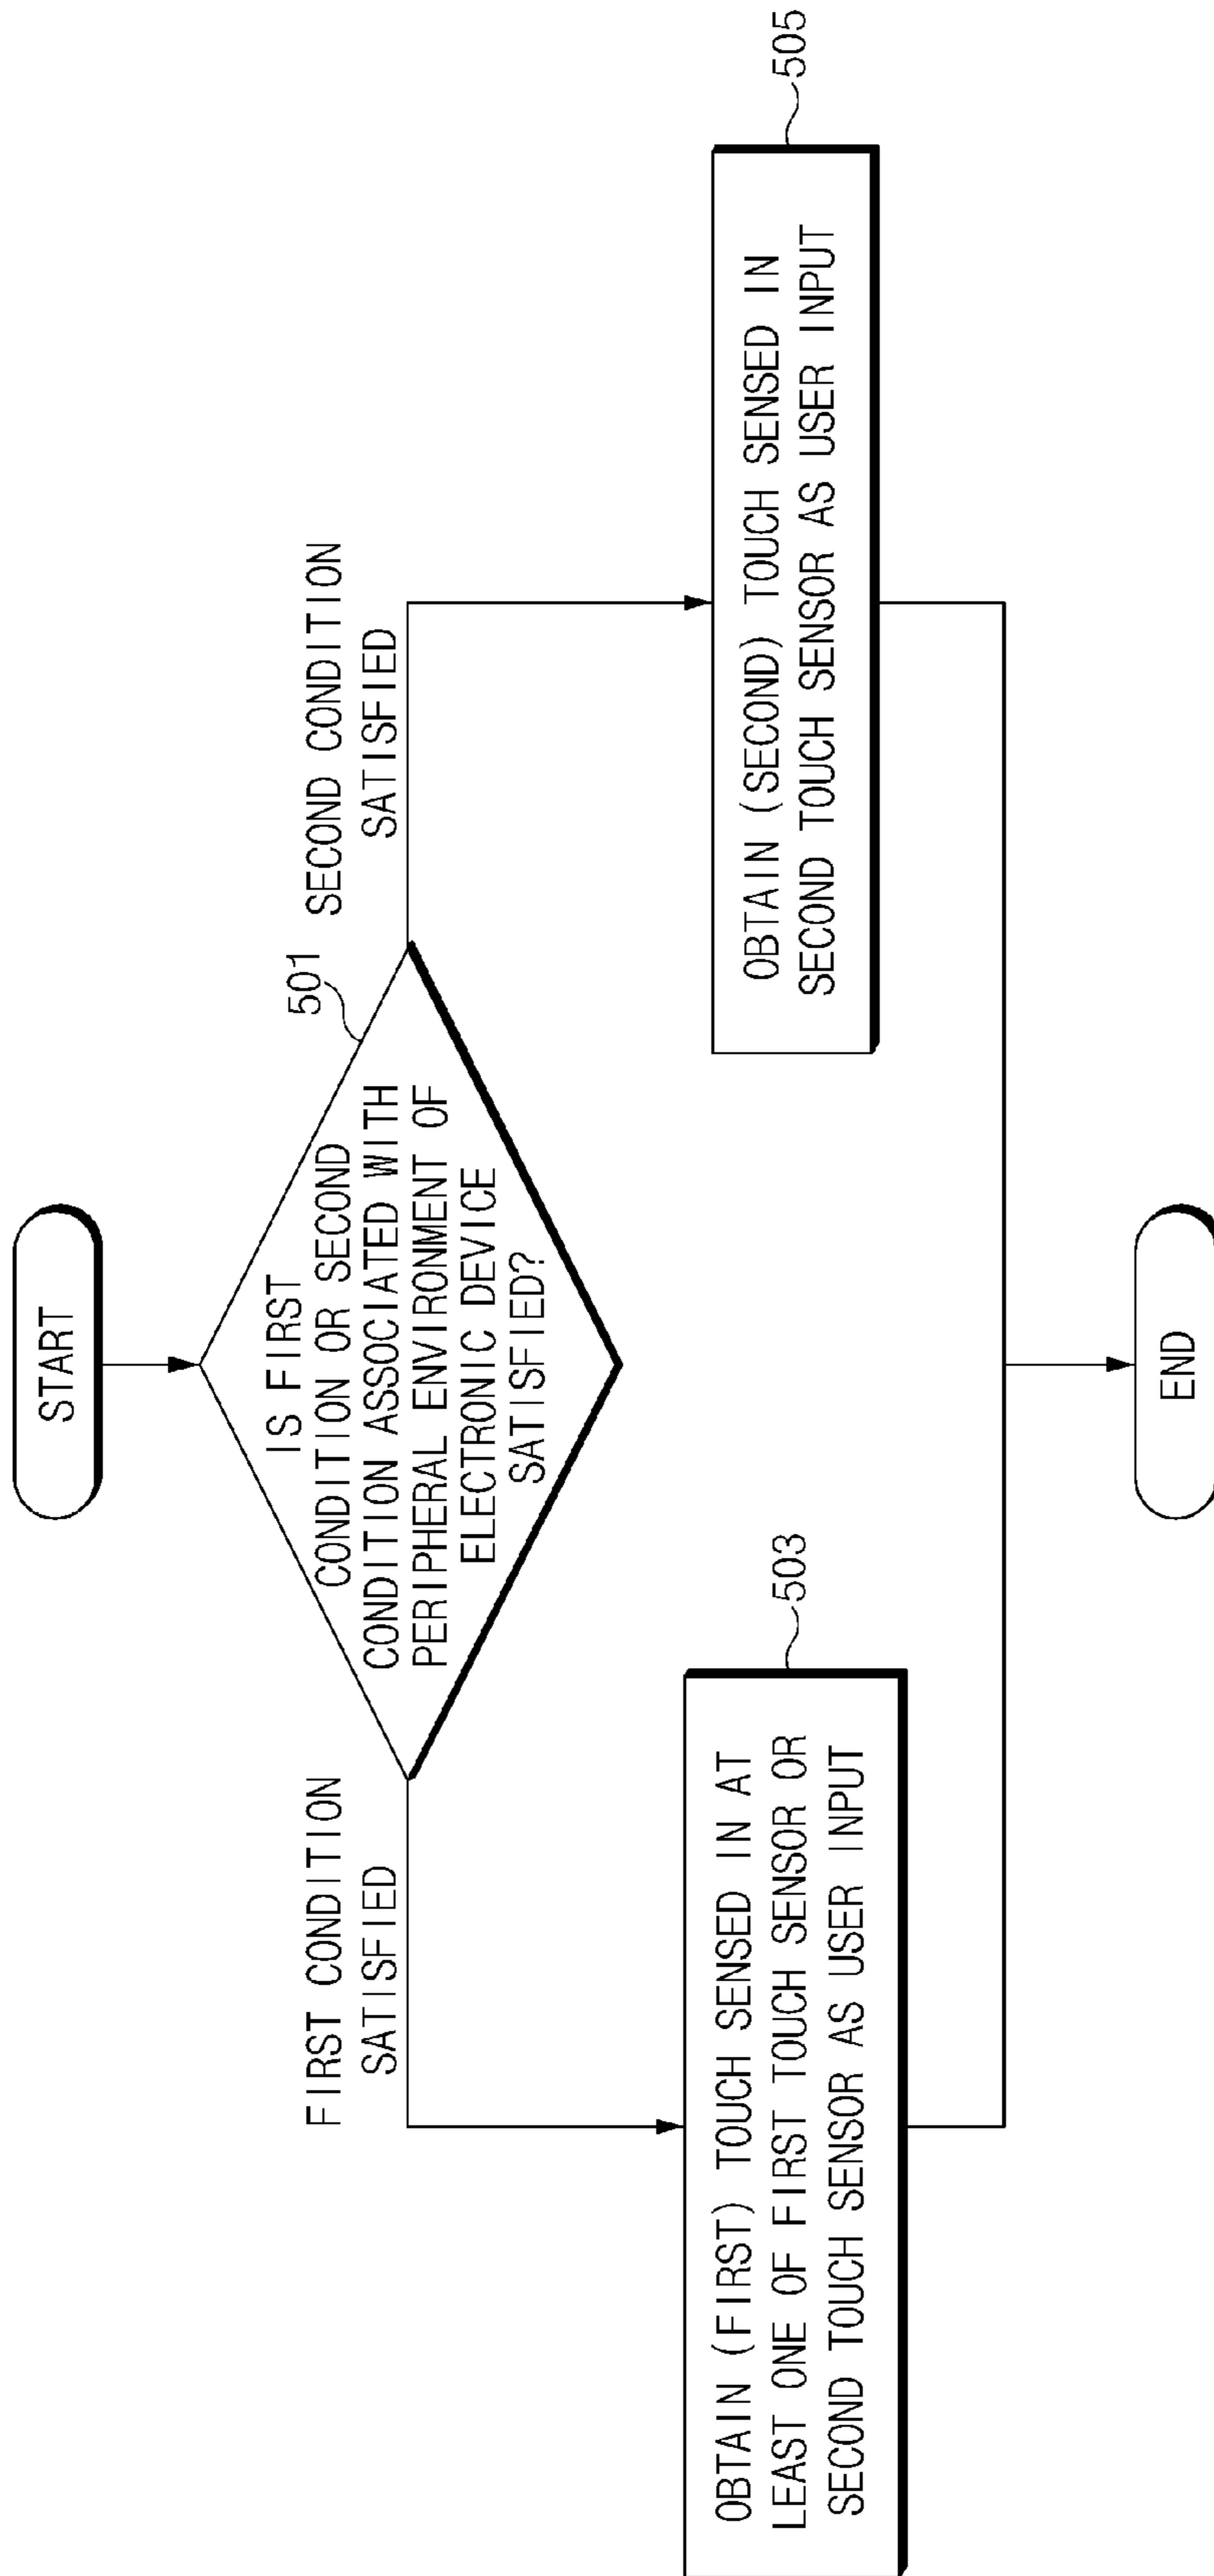 START
501
IS FIRST
CONDITION OR SECOND
CONDITION ASSOCIATED WITH
PERIPHERAL ENVIRONMENT OF
ELECTRONIC DEVICE
SATISFIED?
FIRST CONDITION
SATISFIED
SECOND CONDITION
SATISFIED
503
OBTAIN (FIRST) TOUCH SENSED IN AT
LEAST ONE OF FIRST TOUCH SENSOR OR
SECOND TOUCH SENSOR AS USER INPUT
505
OBTAIN (SECOND) TOUCH SENSED IN
SECOND TOUCH SENSOR AS USER INPUT
END